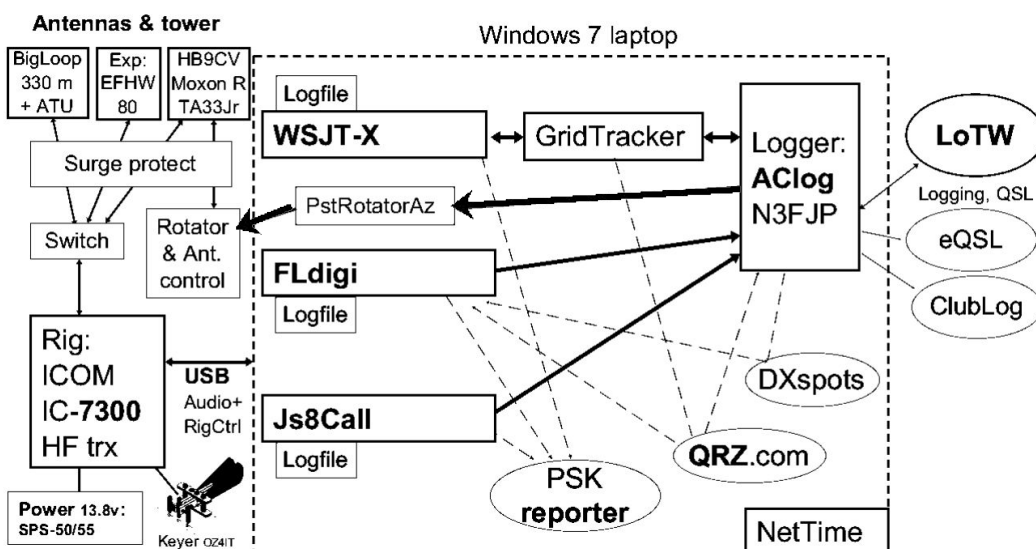 Antennas & tower
BigLoop
330 m
+ ATU
Exp:
EFHW
80
HB9CV
Moxon R
TA33Jr
Surge protect
Switch
Rotator
& Ant.
control
Rig:
ICOM
IC-7300
HF trx
Power 13.8v:
SPS-50/55
Keyer OZ4IT
USB
Audio+
RigCtrl
Windows 7 laptop
Logfile
WSJT-X
GridTracker
Logger:
AClog
N3FJP
PstRotatorAz
FLdigi
Logfile
Js8Call
Logfile
DXspots
QRZ.com
PSK
reporter
NetTime
LoTW
Logging, QSL
eQSL
ClubLog